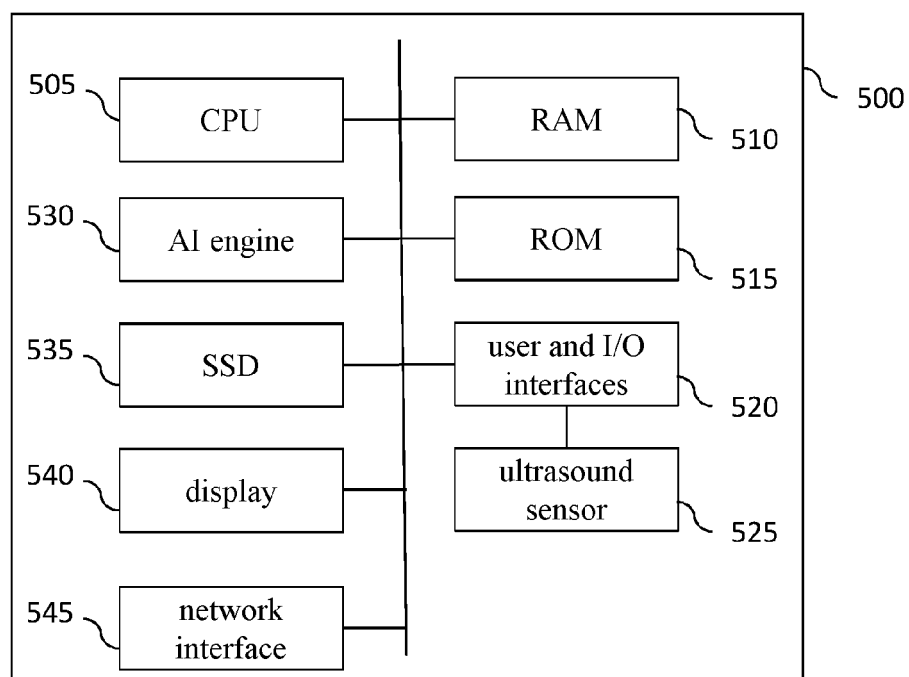 505
CPU
RAM
500
510
530
AI engine
ROM
515
535
SSD
user and I/O
interfaces
520
540
display
ultrasound
sensor
525
545
network
interface